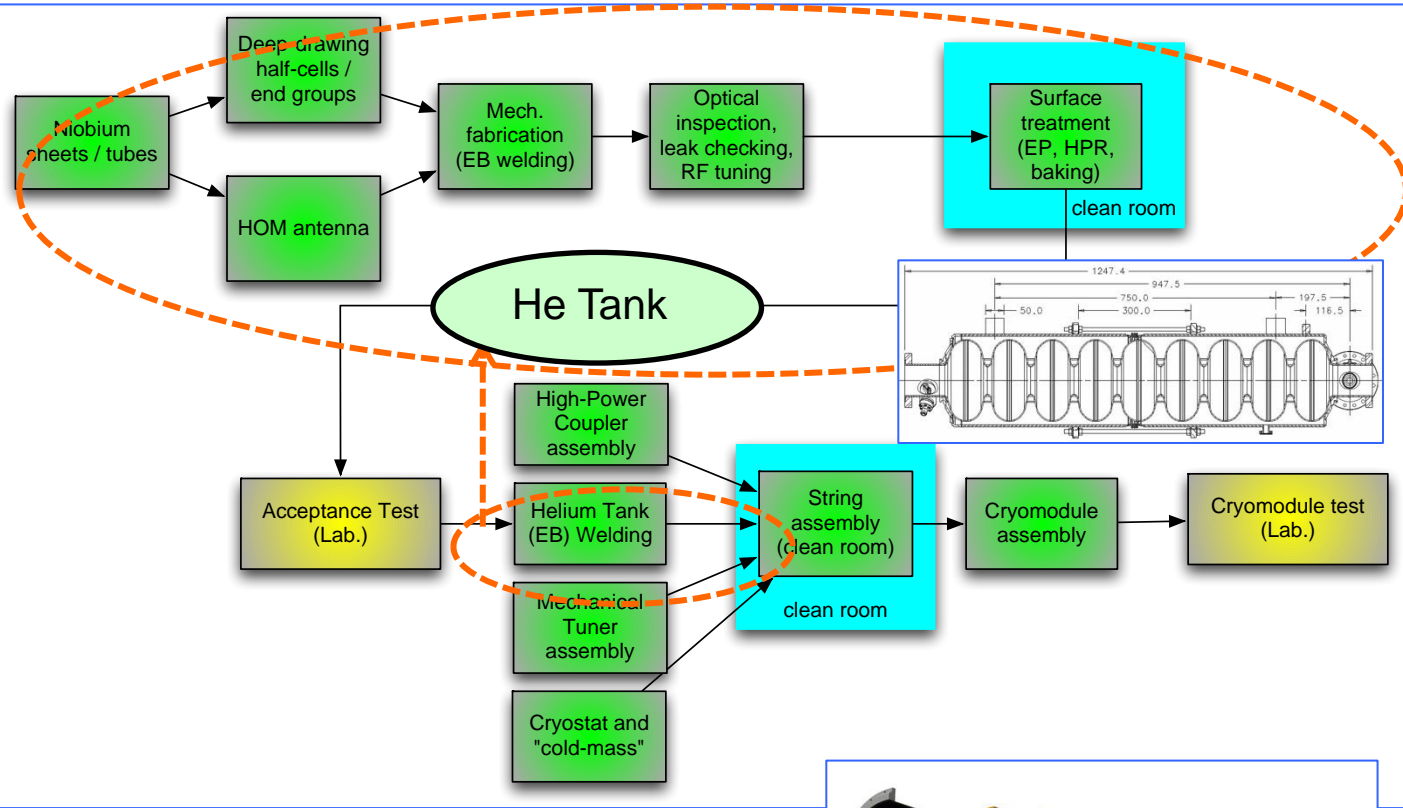 Deep-drawing
half-cells /
end groups
Niobium
sheets / tubes
HOM antenna
Mech.
fabrication
(EB welding)
Optical
inspection,
leak checking,
RF tuning
Surface
treatment
(EP, HPR,
baking)
clean room
He Tank
1247.4
947.5
750.0
197.5
50.0
300.0
116.5
High-Power
Coupler
assembly
Acceptance Test
(Lab.)
Helium Tank
(EB) Welding
Mechanical
Tuner
assembly
Cryostat and
"cold-mass"
String
assembly
(clean room)
clean room
Cryomodule
assembly
Cryomodule test
(Lab.)